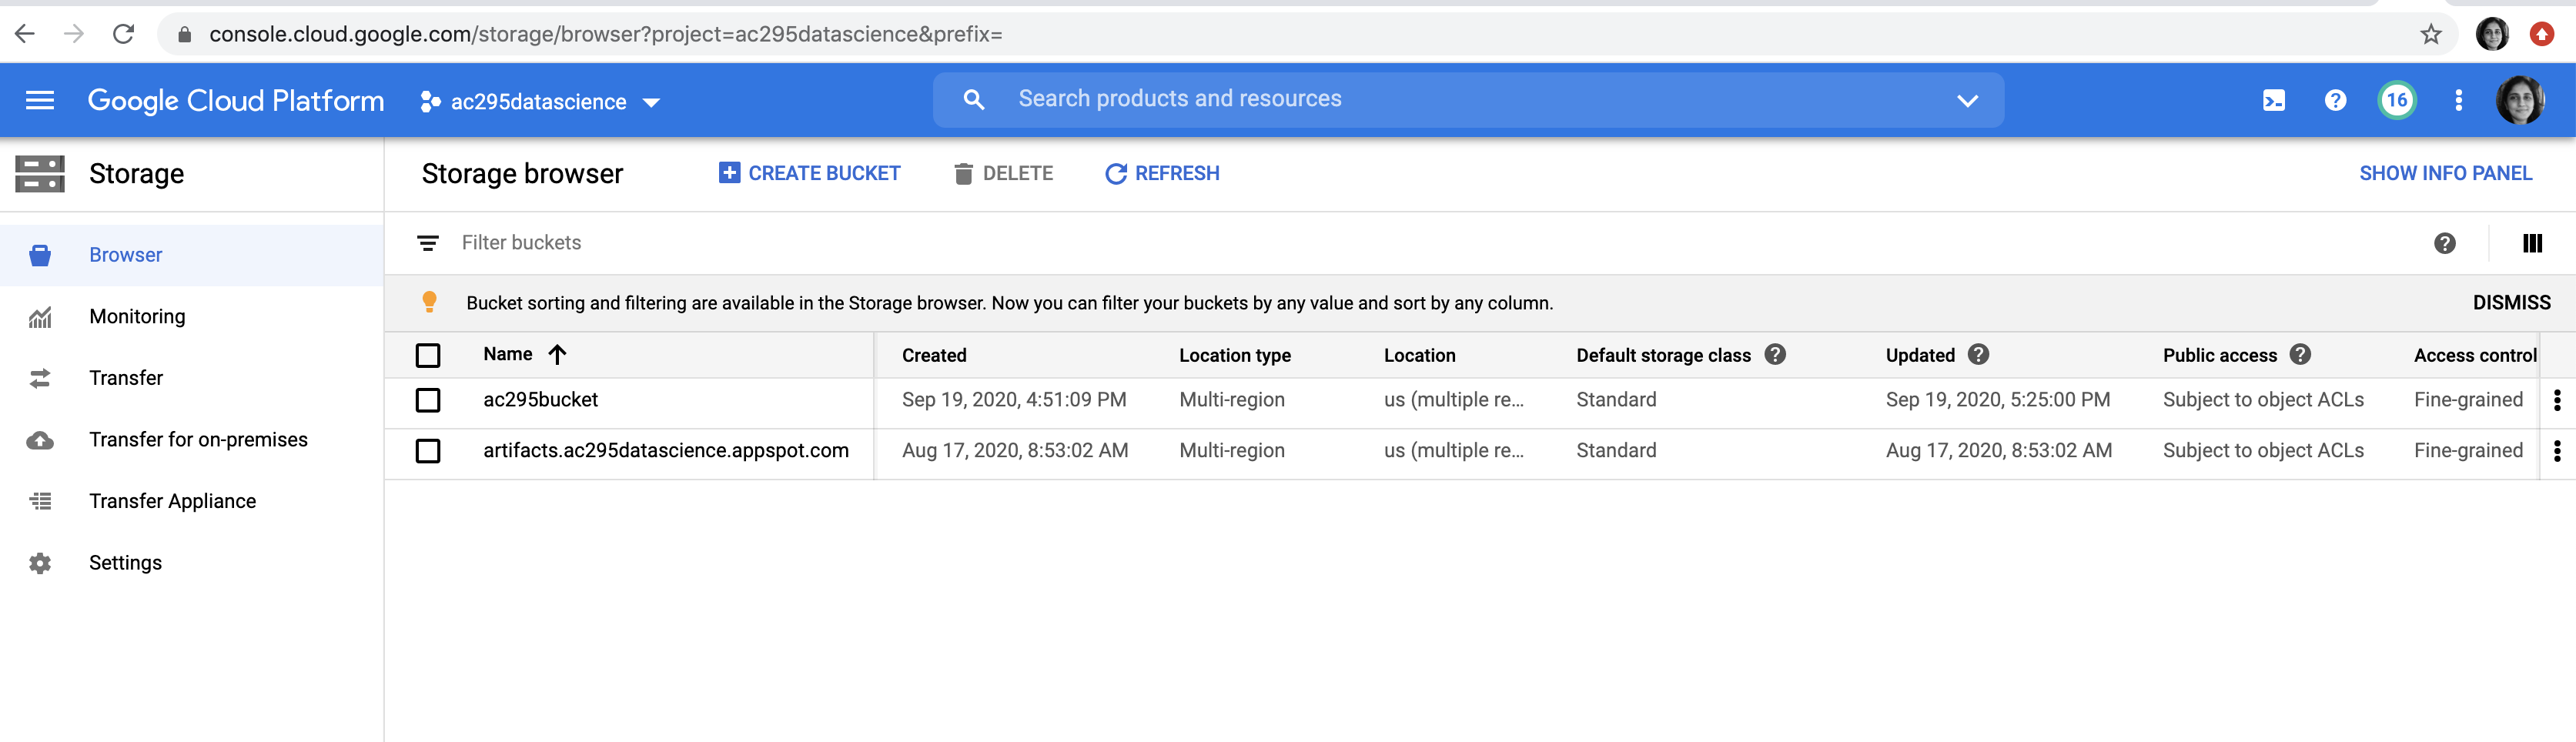 console.cloud.google.com/storage/browser?project=ac295datascience&prefix=
Google Cloud Platform ac295datascience Search products and resources 16
Storage Storage browser CREATE BUCKET DELETE REFRESH SHOW INFO PANEL
Browser
Monitoring
Transfer
Transfer for on-premises
Transfer Appliance
Settings
Filter buckets
Bucket sorting and filtering are available in the Storage browser. Now you can filter your buckets by any value and sort by any column. DISMISS
Name Created Location type Location Default storage class Updated Public access Access control
ac295bucket Sep 19, 2020, 4:51:09 PM Multi-region us (multiple re... Standard Sep 19, 2020, 5:25:00 PM Subject to object ACLs Fine-grained
artifacts.ac295datascience.appspot.com Aug 17, 2020, 8:53:02 AM Multi-region us (multiple re... Standard Aug 17, 2020, 8:53:02 AM Subject to object ACLs Fine-grained